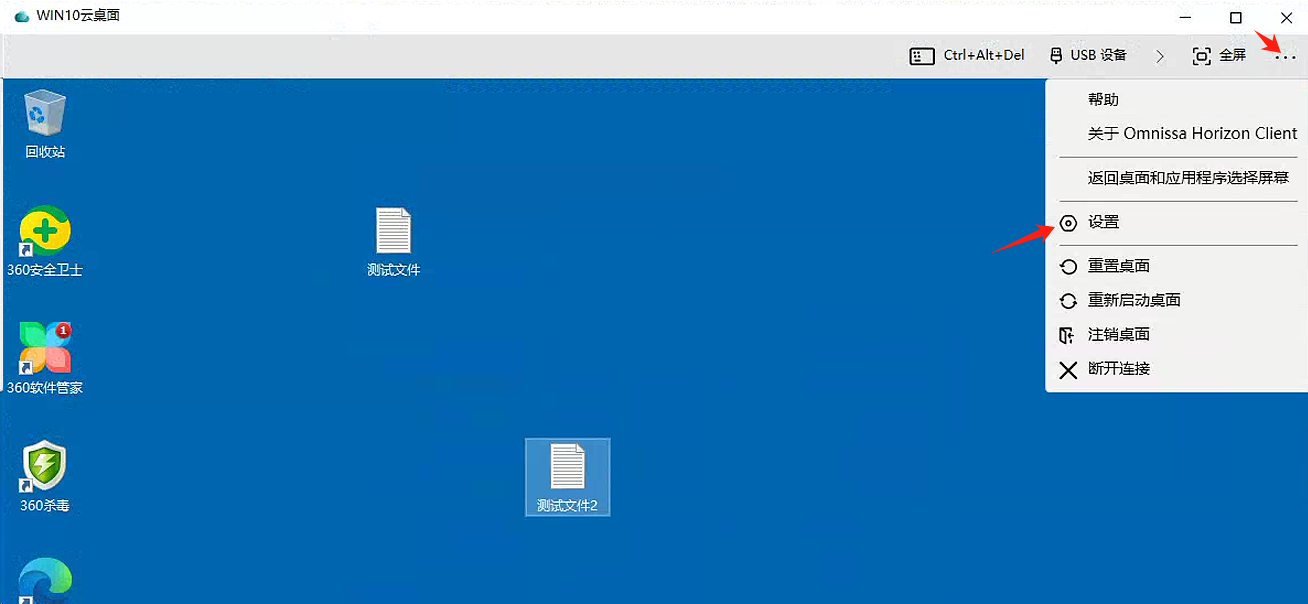 WIN10云桌面
Ctrl+Alt+Del
USB 设备
全屏
帮助
关于 Omnissa Horizon Client
返回桌面和应用程序选择屏幕
设置
重置桌面
重新启动桌面
注销桌面
断开连接
回收站
360安全卫士
测试文件
1
360软件管家
360杀毒
测试文件2